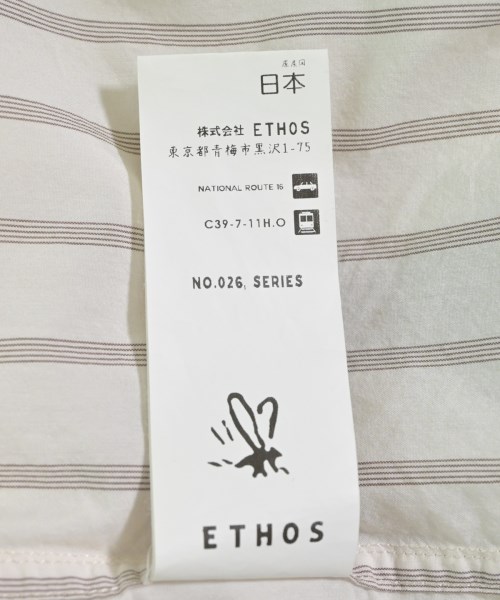 原産国
日本
株式会社 ETHOS
東京都青梅市黒沢1-75
NATIONAL ROUTE 16
C39-7-11H.O
NO.026, SERIES
ETHOS